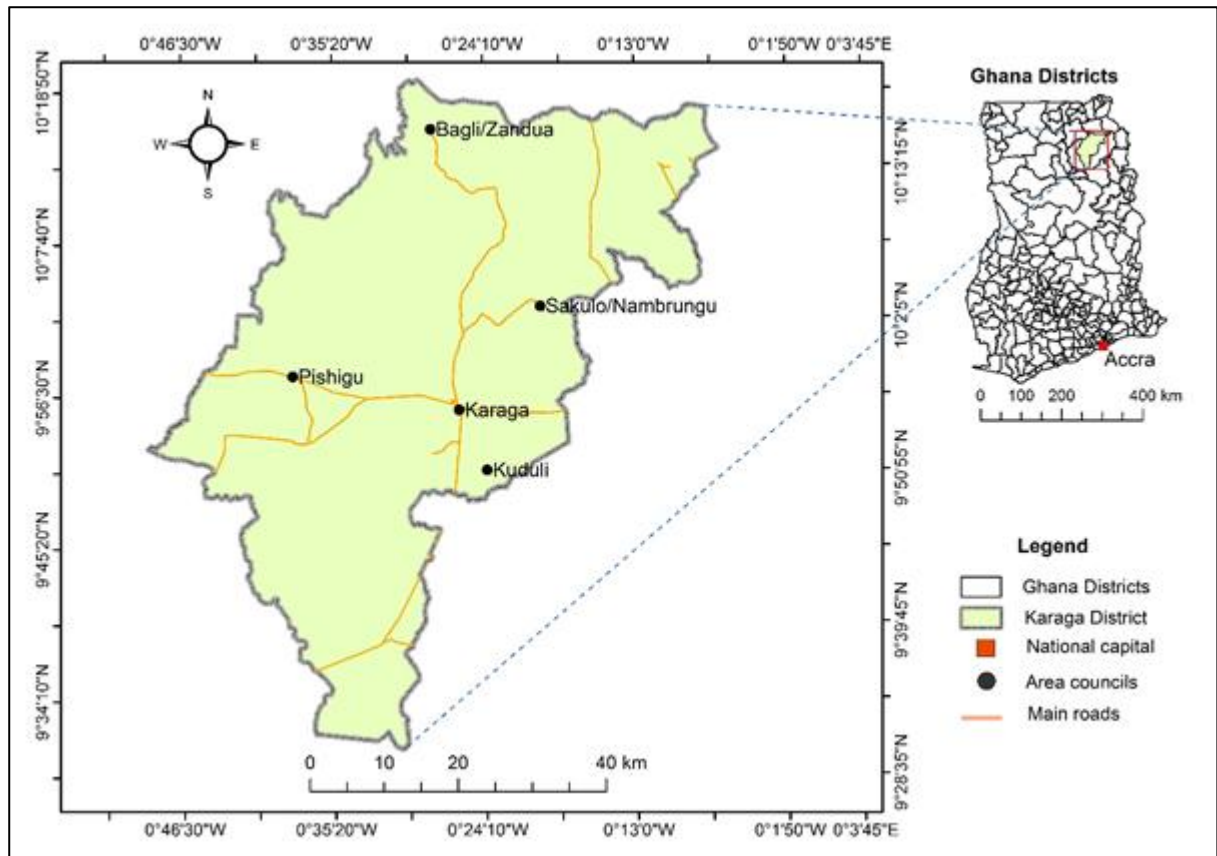 0°46'30"W 0°35'20"W 0°24'10"W 0°13'0"W 0°1'50"W 0°3'45"E
10°18'50"N
10°7'40"N
9°56'30"N
9°45'20"N
9°34'10"N
N
W E
S
Bagli/Zandua
Sakulo/Nambrungu
Pishigu
Karaga
Kuduli
0 10 20 40 km
10°13'15"N
10°2'5"N
9°50'55"N
9°39'45"N
9°28'35"N
0°46'30"W 0°35'20"W 0°24'10"W 0°13'0"W 0°1'50"W 0°3'45"E
Ghana Districts
Accra
0 100 200 400 km
Legend
Ghana Districts
Karaga District
National capital
Area councils
Main roads